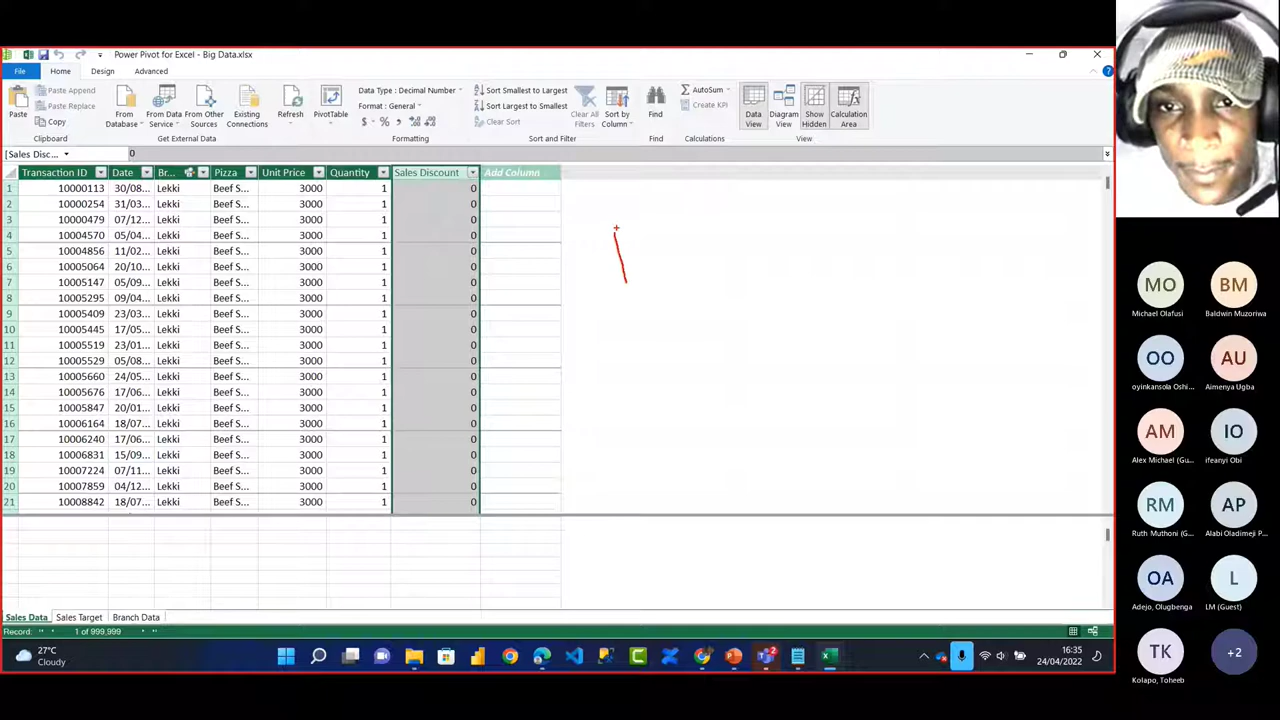 Power Pivot for Excel - Big Data.xlsx
File Home Design Advanced
Paste Paste Append Paste Replace Copy Clipboard
From Database From Data Service From Other Sources Existing Connections Get External Data
Refresh PivotTable
Data Type : Decimal Number Format : General $ % Formatting
Sort Smallest to Largest Sort Largest to Smallest Clear Sort Clear All Filters Sort by Column Sort and Filter
Find Find
AutoSum Create KPI Calculations
Data View Diagram View Show Hidden Calculation Area View
[Sales Disc... 0
Transaction ID Date Br... Pizza Unit Price Quantity Sales Discount Add Column
1 10000113 30/08... Lekki Beef S... 3000 1 0
2 10000254 31/03... Lekki Beef S... 3000 1 0
3 10000479 07/12... Lekki Beef S... 3000 1 0
4 10004570 05/04... Lekki Beef S... 3000 1 0
5 10004856 11/02... Lekki Beef S... 3000 1 0
6 10005064 20/10... Lekki Beef S... 3000 1 0
7 10005147 05/09... Lekki Beef S... 3000 1 0
8 10005295 09/04... Lekki Beef S... 3000 1 0
9 10005409 23/03... Lekki Beef S... 3000 1 0
10 10005445 17/05... Lekki Beef S... 3000 1 0
11 10005519 23/01... Lekki Beef S... 3000 1 0
12 10005529 05/08... Lekki Beef S... 3000 1 0
13 10005660 24/05... Lekki Beef S... 3000 1 0
14 10005676 17/06... Lekki Beef S... 3000 1 0
15 10005847 20/01... Lekki Beef S... 3000 1 0
16 10006164 18/07... Lekki Beef S... 3000 1 0
17 10006240 17/06... Lekki Beef S... 3000 1 0
18 10006831 15/09... Lekki Beef S... 3000 1 0
19 10007224 07/11... Lekki Beef S... 3000 1 0
20 10007859 04/12... Lekki Beef S... 3000 1 0
21 10008842 18/07... Lekki Beef S... 3000 1 0
Sales Data Sales Target Branch Data
Record: 1 of 999,999
27°C
Cloudy
2
16:35
24/04/2022
MO BM
Michael Olafusi Baldwin Muzoriwa
OO AU
oyinkansola Oshi... Aimenya Ugba
AM IO
Alex Michael (Gu... ifeanyi Obi
RM AP
Ruth Muthoni (G... Alabi Oladimeji P...
OA L
Adejo, Olugbenga LM (Guest)
TK +2
Kolapo, Toheeb